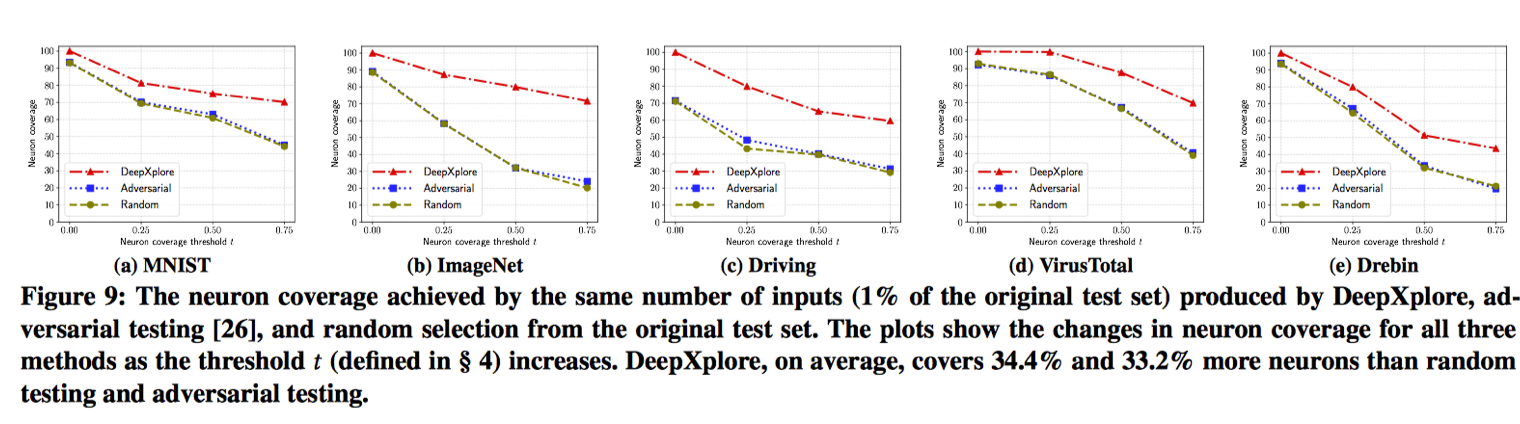 100
90
80
70
60
50
40
30
20
10
0
Neuron coverage
DeepXplore
Adversarial
Random
0.00 0.25 0.50 0.75
Neuron coverage threshold t
(a) MNIST
100
90
80
70
60
50
40
30
20
10
0
Neuron coverage
DeepXplore
Adversarial
Random
0.00 0.25 0.50 0.75
Neuron coverage threshold t
(b) ImageNet
100
90
80
70
60
50
40
30
20
10
0
Neuron coverage
DeepXplore
Adversarial
Random
0.00 0.25 0.50 0.75
Neuron coverage threshold t
(c) Driving
100
90
80
70
60
50
40
30
20
10
0
Neuron coverage
DeepXplore
Adversarial
Random
0.00 0.25 0.50 0.75
Neuron coverage threshold t
(d) VirusTotal
100
90
80
70
60
50
40
30
20
10
0
Neuron coverage
DeepXplore
Adversarial
Random
0.00 0.25 0.50 0.75
Neuron coverage threshold t
(e) Drebin
Figure 9: The neuron coverage achieved by the same number of inputs (1% of the original test set) produced by DeepXplore, ad-
versarial testing [26], and random selection from the original test set. The plots show the changes in neuron coverage for all three
methods as the threshold t (defined in § 4) increases. DeepXplore, on average, covers 34.4% and 33.2% more neurons than random
testing and adversarial testing.